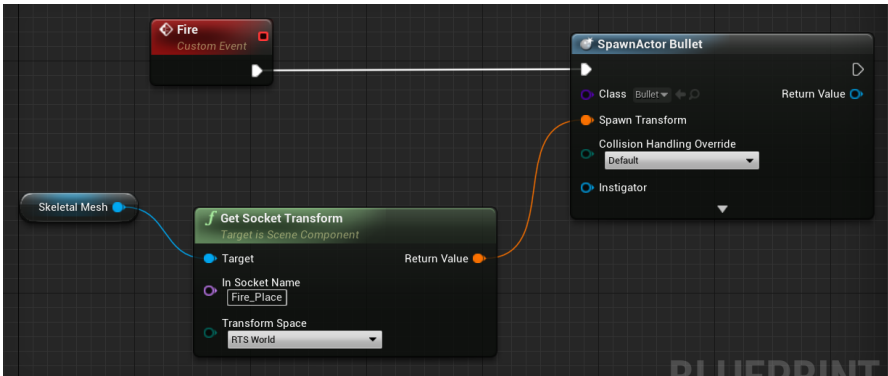 Fire
Custom Event
SpawnActor Bullet
Class Bullet
Return Value
Spawn Transform
Collision Handling Override
Default
Instigator
Skeletal Mesh
f Get Socket Transform
Target is Scene Component
Target
Return Value
In Socket Name
Fire_Place
Transform Space
RTS World
BLUEPRINT